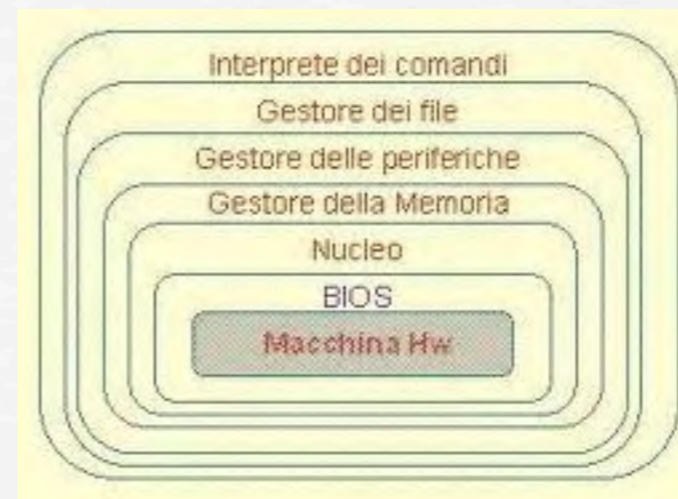 Interprete dei comandi
Gestore dei file
Gestore delle periferiche
Gestore della Memoria
Nucleo
BIOS
Macchina Hw